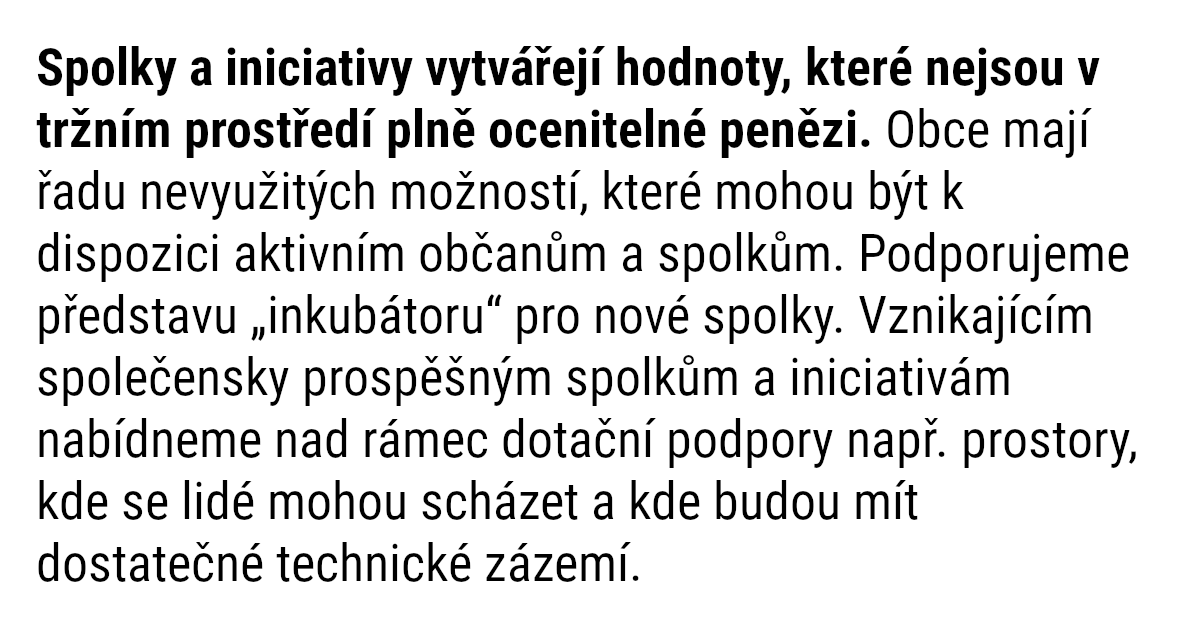 Spolky a iniciativy vytvářejí hodnoty, které nejsou v
tržním prostředí plně ocenitelné penězi. Obce mají
řadu nevyužitých možností, které mohou být k
dispozici aktivním občanům a spolkům. Podporujeme
představu „inkubátoru“ pro nové spolky. Vznikajícím
společensky prospěšným spolkům a iniciativám
nabídneme nad rámec dotační podpory např. prostory,
kde se lidé mohou scházet a kde budou mít
dostatečné technické zázemí.